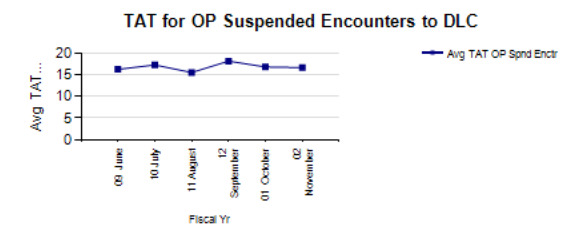 TAT for OP Suspended Encounters to DLC
Avg TAT OP Spnd Enctr
Avg TAT...
20
15
10
5
0
09 June
10 July
11 August
12 September
01 October
02 November
Fiscal Yr